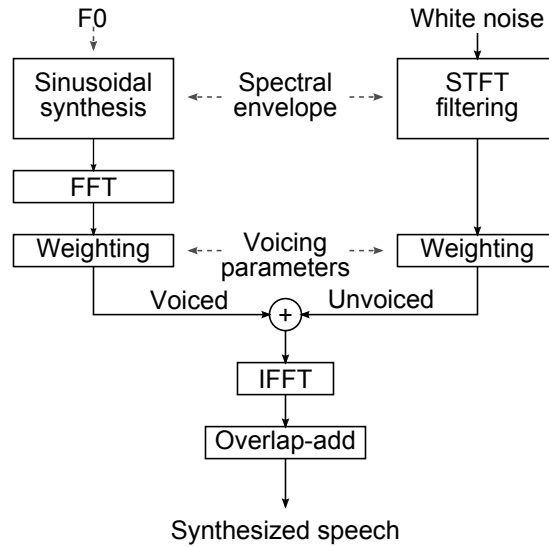 F0
White noise
Sinusoidal
synthesis
Spectral
envelope
STFT
filtering
FFT
Weighting
Voicing
parameters
Weighting
Voiced
+
Unvoiced
IFFT
Overlap-add
Synthesized speech